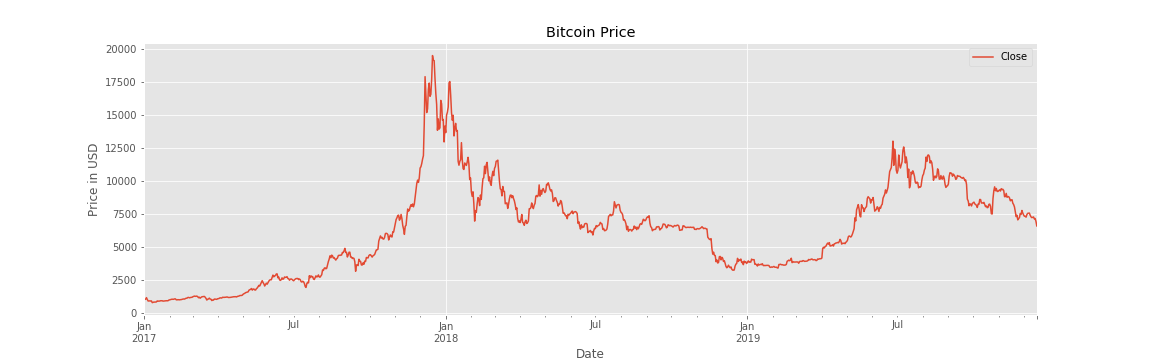 Bitcoin Price
Close
Price in USD
20000
17500
15000
12500
10000
7500
5000
2500
0
Jan
2017
Jul
Jan
2018
Jul
Jan
2019
Jul
Date